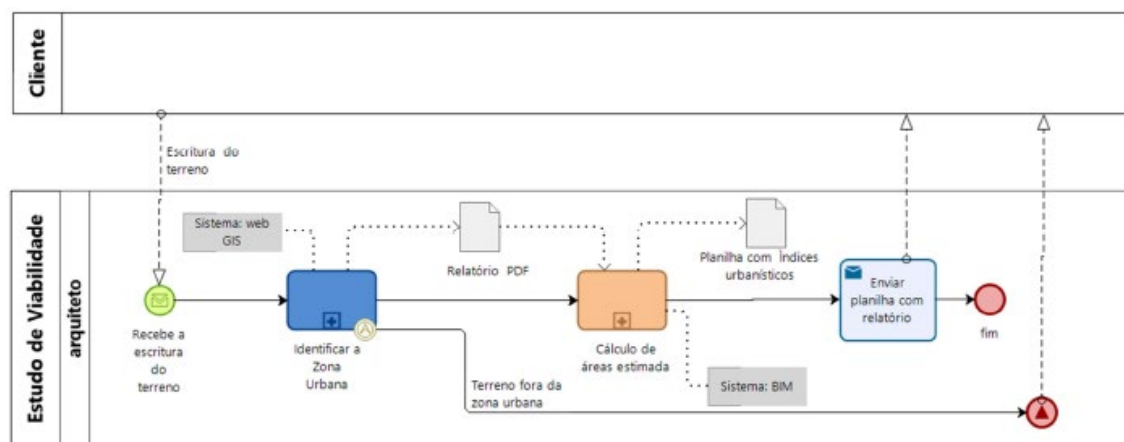 Cliente
Escritura do
terreno
Estudo de Viabilidade
arquiteto
Sistema: web
GIS
Relatório PDF
Planilha com Índices
urbanísticos
Enviar
planilha com
relatório
Recebe a
escritura
do
terreno
Identificar a
Zona
Urbana
Cálculo de
áreas estimada
fim
Terreno fora da
zona urbana
Sistema: BIM